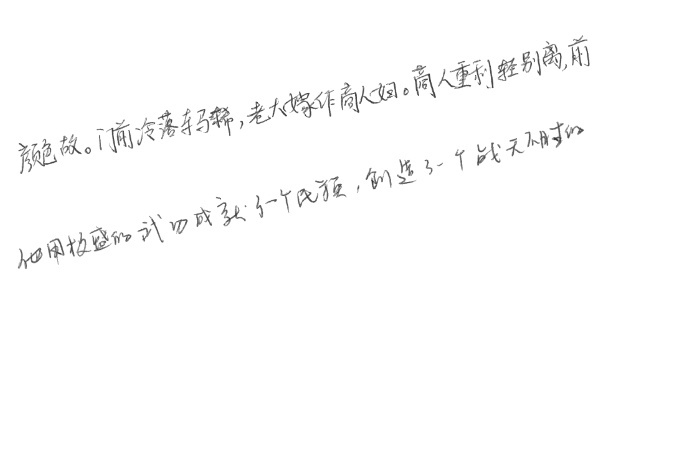 颜色故。门前冷落车马稀，老大嫁作商人妇。商人重利轻别离，前
他用极盛的武功成就了一个民族，创造了一个战无不胜的